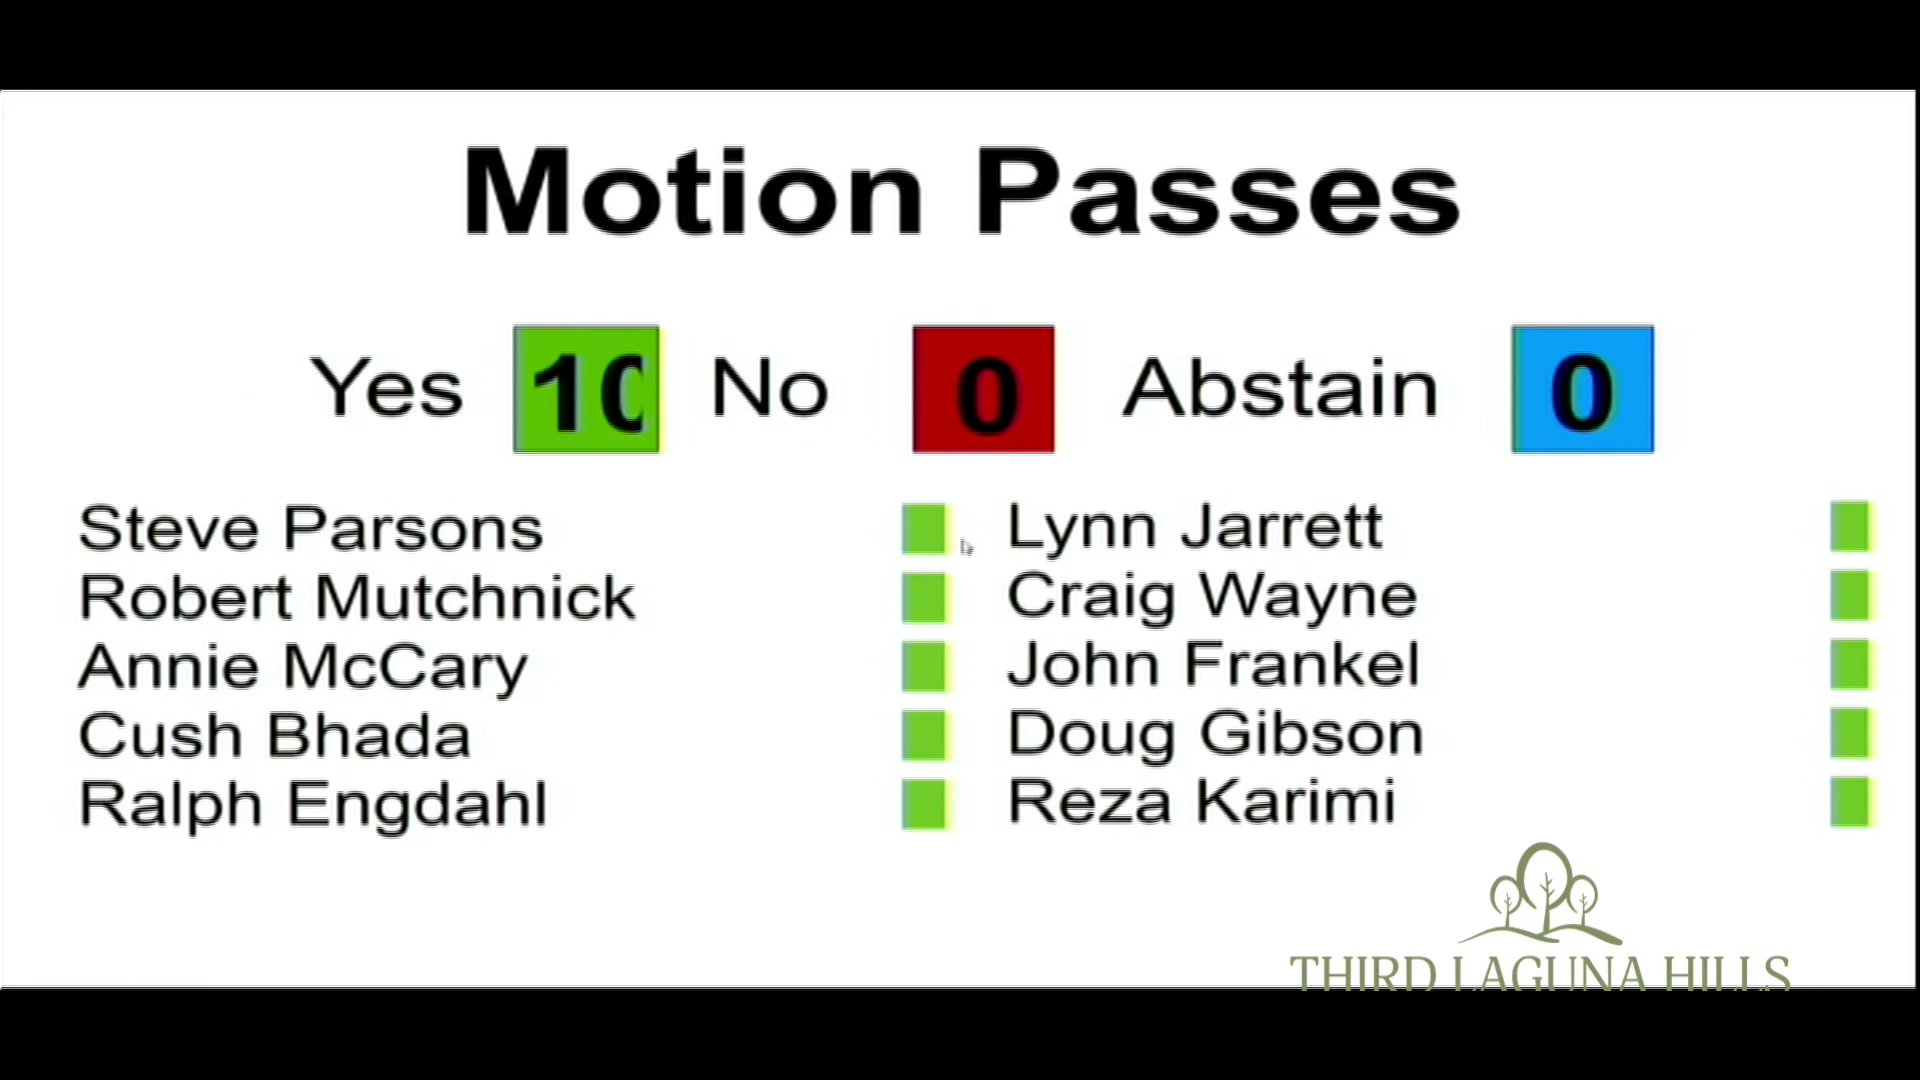 Motion Passes
Yes 10 No 0 Abstain 0
Steve Parsons Lynn Jarrett
Robert Mutchnick Craig Wayne
Annie McCary John Frankel
Cush Bhada Doug Gibson
Ralph Engdahl Reza Karimi
THIRD LAGUNA HILLS